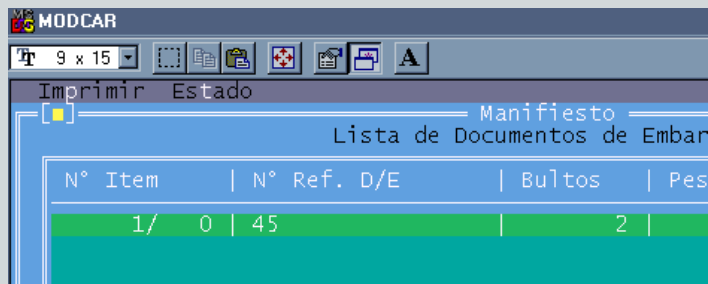 MODCAR
9 x 15 A
Imprimir Estado
Manifiesto
Lista de Documentos de Embar
N° Item | N° Ref. D/E | Bultos | Pes
1/ 0 | 45 | 2 |